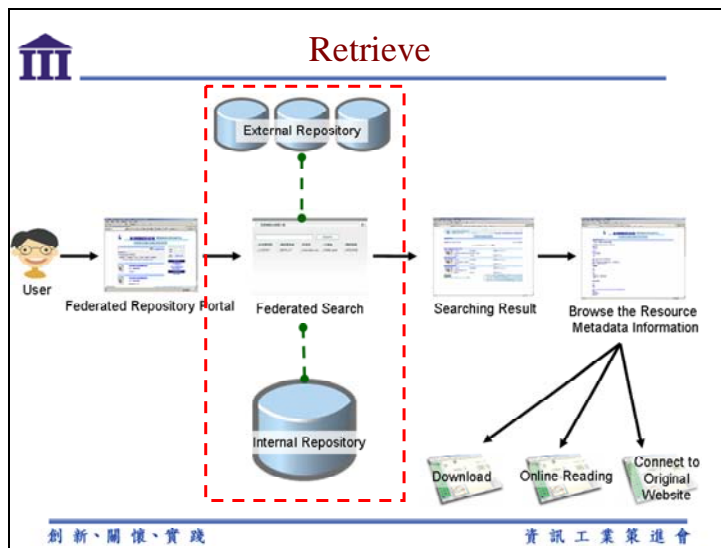 Retrieve
External Repository
User
Federated Repository Portal
Federated Search
Searching Result
Browse the Resource
Metadata Information
Internal Repository
Download
Online Reading
Connect to
Original
Website
創新、關懷、實踐
資訊工業策進會